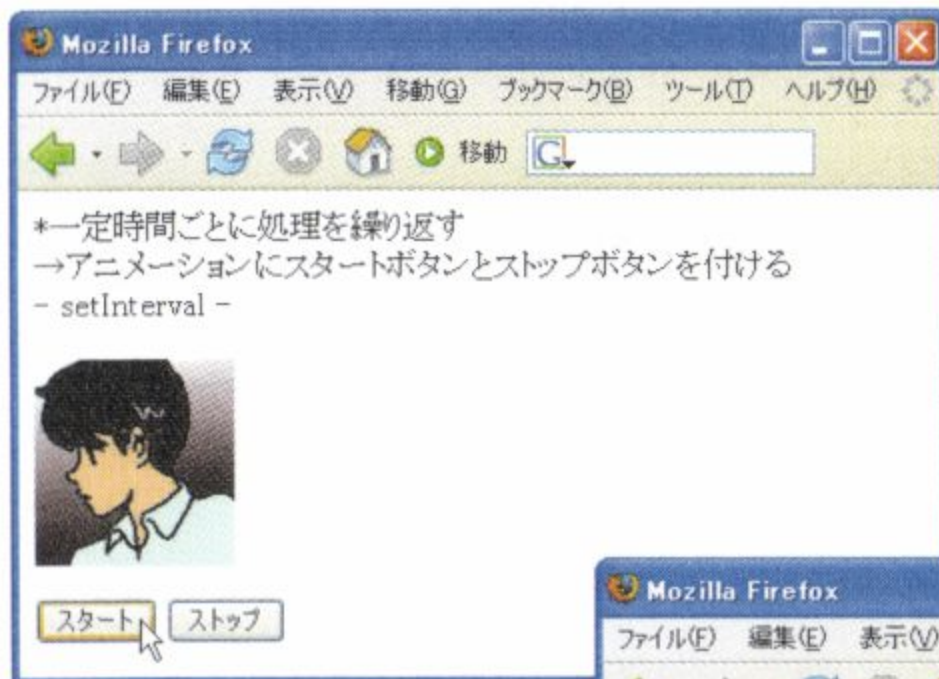 Mozilla Firefox
ファイル(F) 編集(E) 表示(V) 移動(G) ブックマーク(B) ツール(T) ヘルプ(H)
移動 G
*一定時間ごとに処理を繰り返す
→アニメーションにスタートボタンとストップボタンを付ける
- setInterval -
スタート ストップ
Mozilla Firefox
ファイル(F) 編集(E) 表示(V)